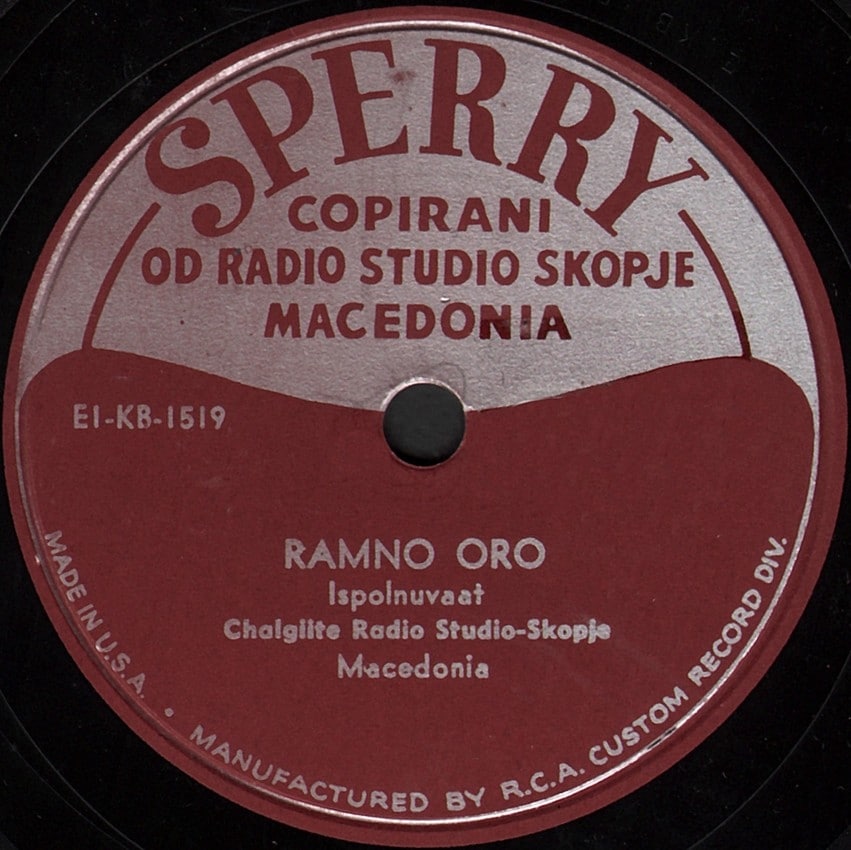 SPERRY
COPIRANI
OD RADIO STUDIO SKOPJE
MACEDONIA
E1-KB-1519
RAMNO ORO
Ispolnuvaat
Chalgiite Radio Studio-Skopje
Macedonia
MADE IN U.S.A. • MANUFACTURED BY R.C.A. CUSTOM RECORD DIV.